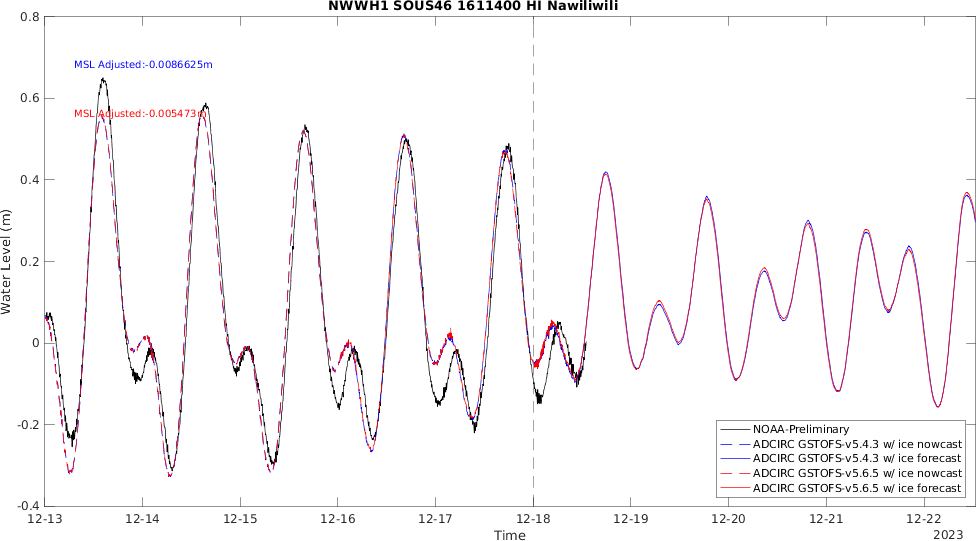 NWWH1 SOUS46 1611400 HI Nawiliwili
0.8
MSL Adjusted:-0.0086625m
0.6
MSL Adjusted:-0.005473m
0.4
Water Level (m)
0.2
0
-0.2
NOAA-Preliminary
ADCIRC GSTOFS-v5.4.3 w/ ice nowcast
ADCIRC GSTOFS-v5.4.3 w/ ice forecast
ADCIRC GSTOFS-v5.6.5 w/ ice nowcast
ADCIRC GSTOFS-v5.6.5 w/ ice forecast
-0.4
12-13 12-14 12-15 12-16 12-17 12-18 12-19 12-20 12-21 12-22
Time
2023